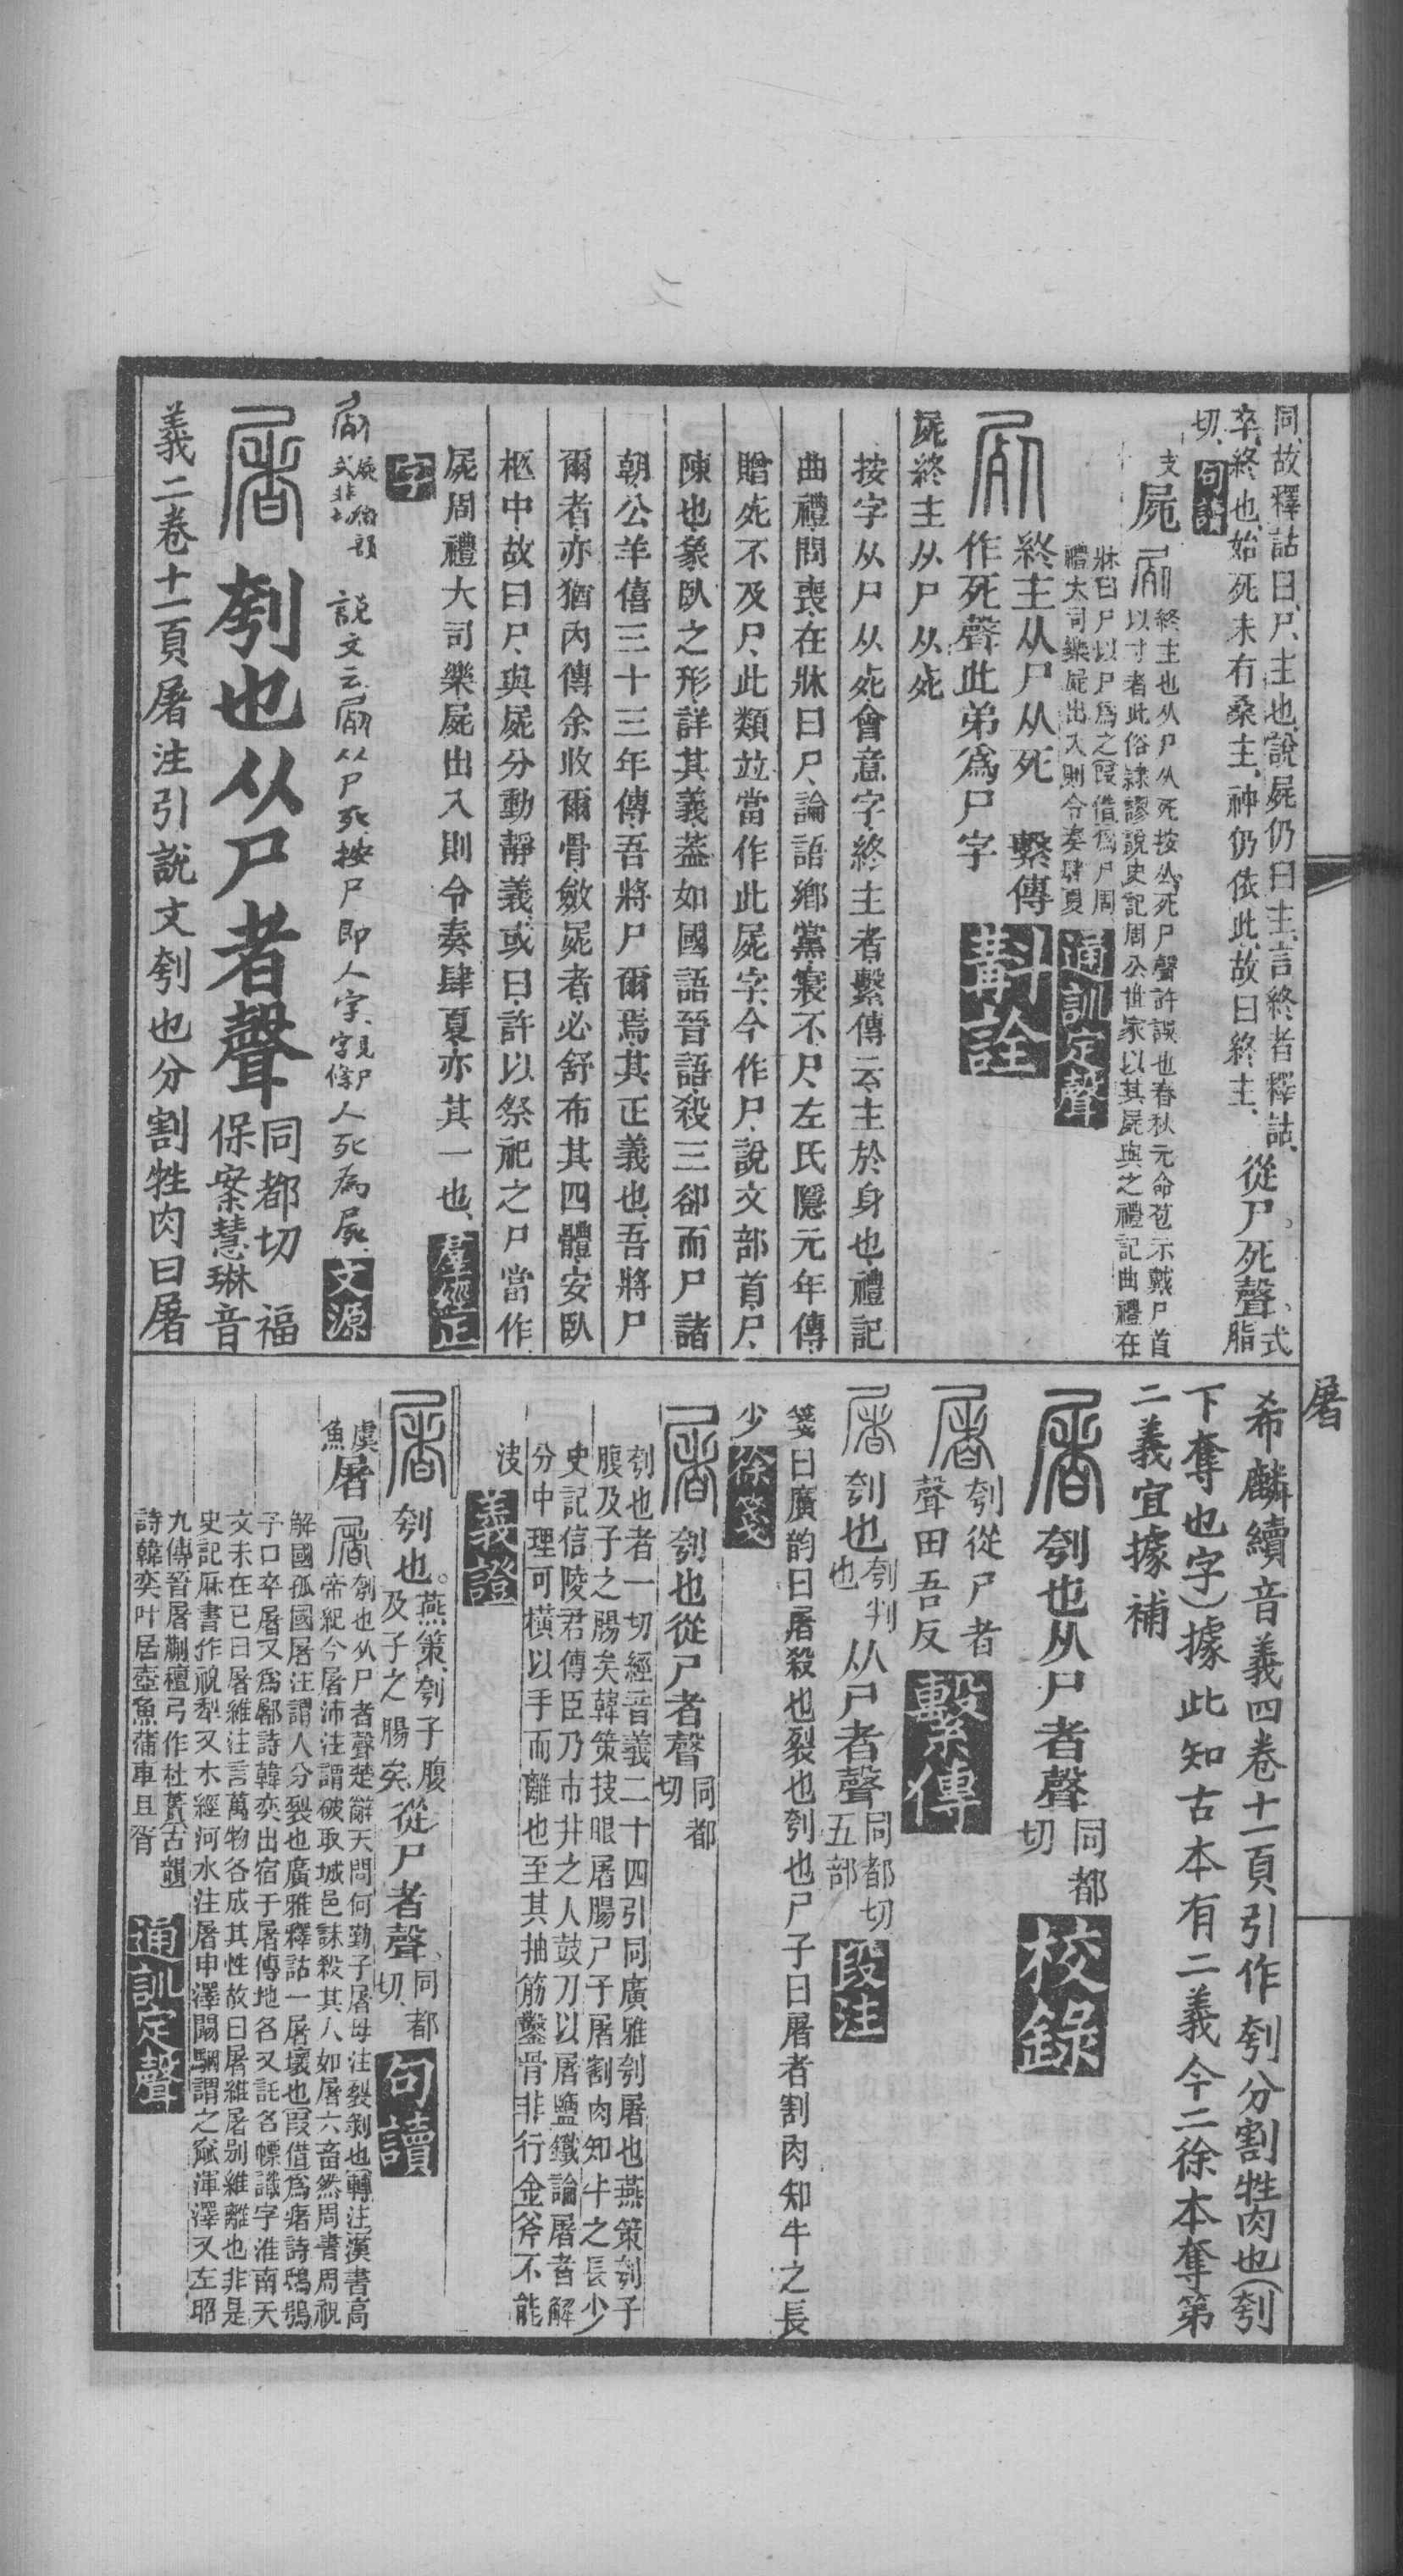 同、故釋詁曰、尸、主也、說屍仍曰主、言終者、釋詁、
卒、終也、始死未有桑主、神仍依此、故曰終主、從尸死聲、式脂
切、句讀
支屍
終主也从尸从死按从死尸聲許誤也春秋元命苞示戴尸首
以寸者此俗隸謬說史記周公世家以其屍與之禮記曲禮在
牀曰尸以尸爲之叚借爲尸周
禮大司樂屍出入則令奏肆夏
通訓定聲
終主从尸从死 繫傳
作死聲此弟爲尸字
斠詮
屍終主从尸从死
按字从尸从死會意字終主者繫傳云主於身也禮記
曲禮問喪在牀曰尸論語鄉黨寢不尸左氏隱元年傳
贈死不及尸此類竝當作此屍字今作尸說文部首尸、
陳也象臥之形詳其義葢如國語晉語殺三卻而尸諸
朝公羊僖三十三年傳吾將尸爾焉其正義也吾將尸
爾者亦猶內傳余收爾骨斂屍者必舒布其四體安臥
柩中故曰尸與屍分動靜義或曰許以祭祀之尸當作
屍周禮大司樂屍出入則令奏肆夏亦其一也、羣經正
字
說文云从尸死按尸即人字、見尸字條人死為屍、文源
刳也从尸者聲
同都切 福
保案慧琳音
義二卷十一頁屠注引說文刳也分割牲肉曰屠
屠
希麟續音義四卷十一頁引作刳分割牲肉也（刳
下奪也字）據此知古本有二義今二徐本奪第
二義宜據補
刳也从尸者聲同都切校錄
刳從尸者
聲田吾反
繫傳
刳也刳判也从尸者聲同都切五部段注
箋曰廣韵曰屠殺也裂也刳也尸子曰屠者割肉知牛之長
少徐箋
刳也從尸者聲同都切
刳也者一切經音義二十四引同廣雅刳屠也燕策刳子
腹及子之腸矣韓策抉眼屠腸尸子屠割肉知牛之長少
史記信陵君傳臣乃市井之人鼓刀以屠鹽鐵論屠者解
分中理可橫以手而離也至其抽筋鑿骨非行金斧不能
決
義證
刳也。燕策、刳子腹及子之腸矣、從尸者聲、同都切、句讀
虞魚屠
刳也从尸者聲楚辭天問何勤子屠母注裂剝也轉注漢書高
帝紀今屠沛注謂破取城邑誅殺其人如屠六畜然周書周祝
解國孤國屠注謂人分裂也廣雅釋詁一屠壞也叚借爲瘏詩鴟鴞
予口卒屠又爲鄏詩韓奕出宿于屠傳地名又託名幖識字淮南天
文未在已曰屠維注言萬物各成其性故曰屠維屠別維離也非是
史記厤書作祝犁又水經河水注屠申澤闞駰謂之窳渾澤又左昭
九傳晉屠蒯檀弓作杜蕢古韻
詩韓奕叶居壺魚蒲車且胥
通訓定聲